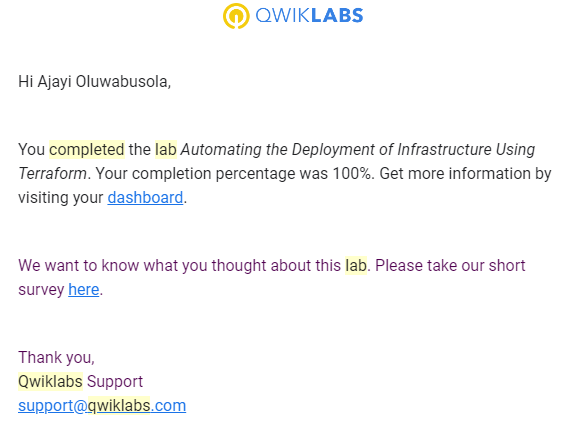 QWIKLABS
Hi Ajayi Oluwabusola,
You completed the lab Automating the Deployment of Infrastructure Using
Terraform. Your completion percentage was 100%. Get more information by
visiting your dashboard.
We want to know what you thought about this lab. Please take our short
survey here.
Thank you,
Qwiklabs Support
support@qwiklabs.com